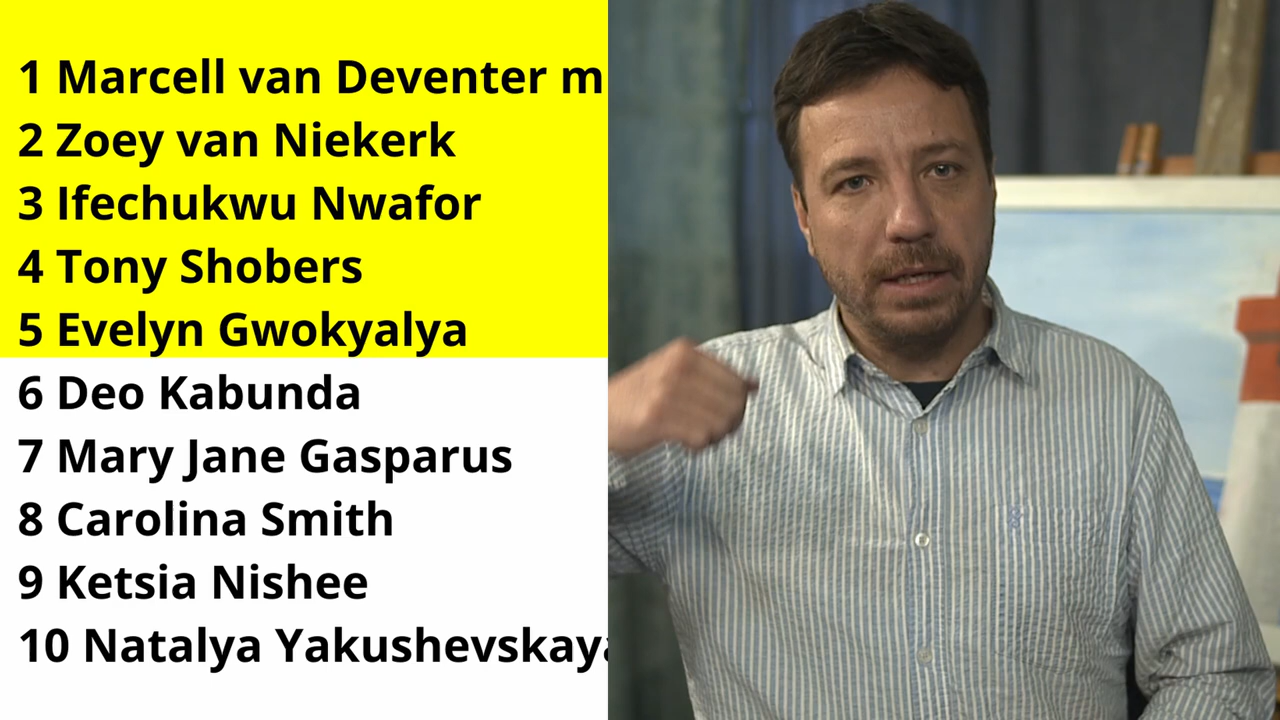 1 Marcell van Deventer m
2 Zoey van Niekerk
3 Ifechukwu Nwafor
4 Tony Shobers
5 Evelyn Gwokyalya
6 Deo Kabunda
7 Mary Jane Gasparus
8 Carolina Smith
9 Ketsia Nishee
10 Natalya Yakushevskaya